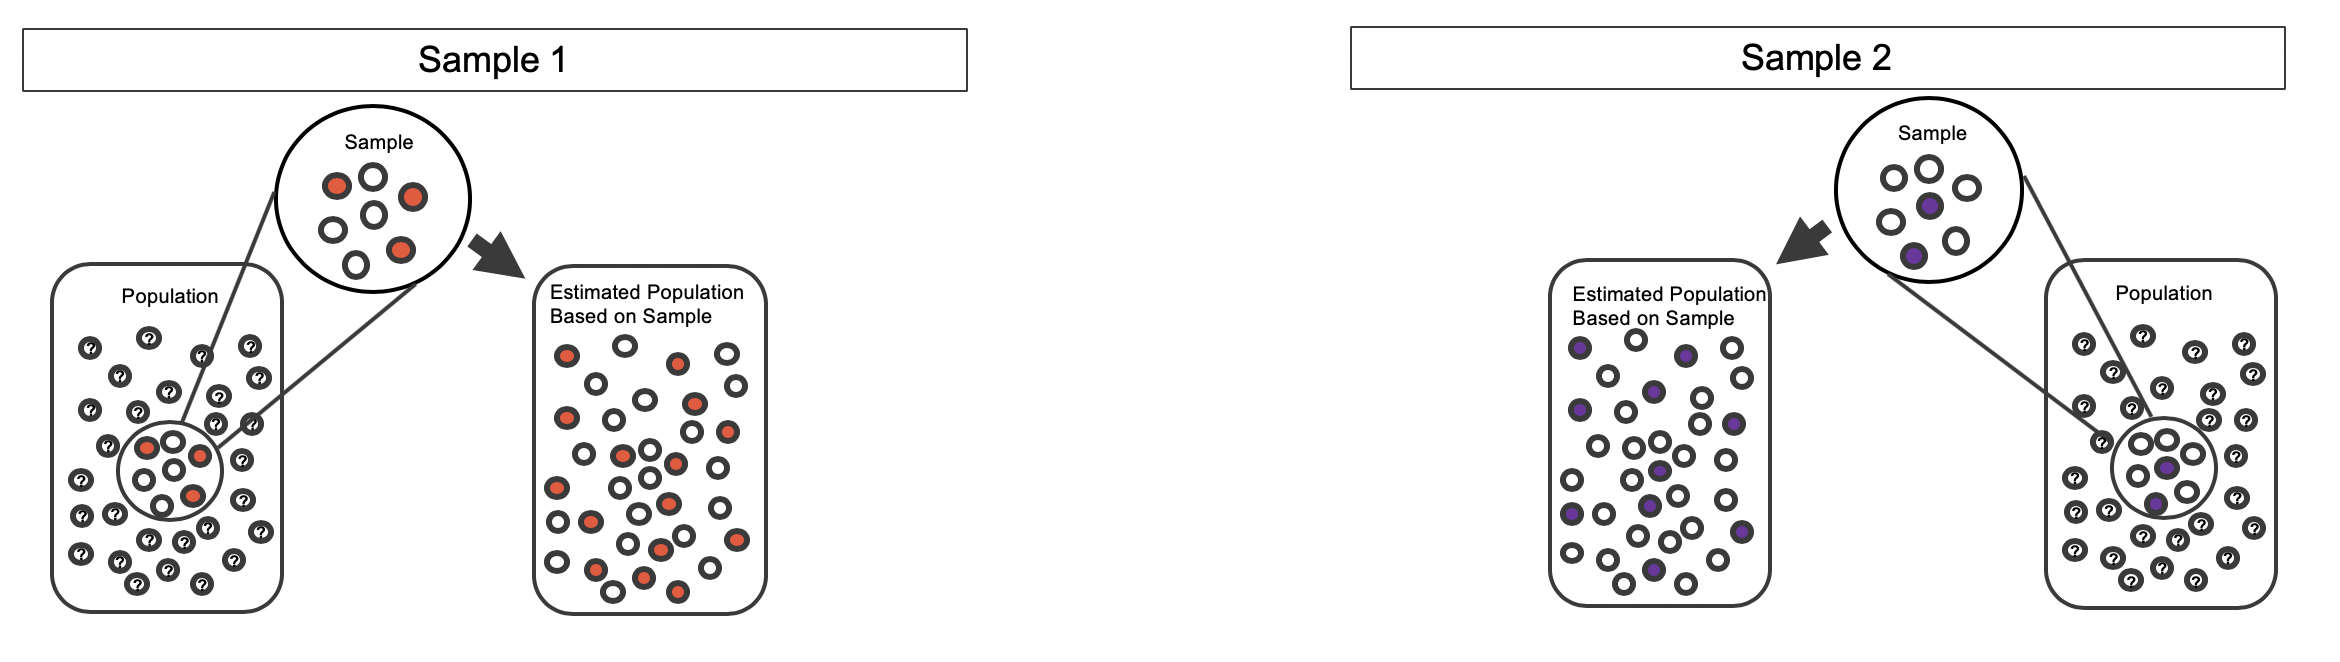 Sample 1
Sample
Population
? ? ? ? ? ? ? ? ? ? ? ? ? ? ? ? ? ? ? ? ? ? ? ? ? ? ? ? ? ?
Estimated Population
Based on Sample
Sample 2
Sample
Estimated Population
Based on Sample
Population
? ? ? ? ? ? ? ? ? ? ? ? ? ? ? ? ? ? ? ? ? ? ? ? ? ? ? ? ? ?